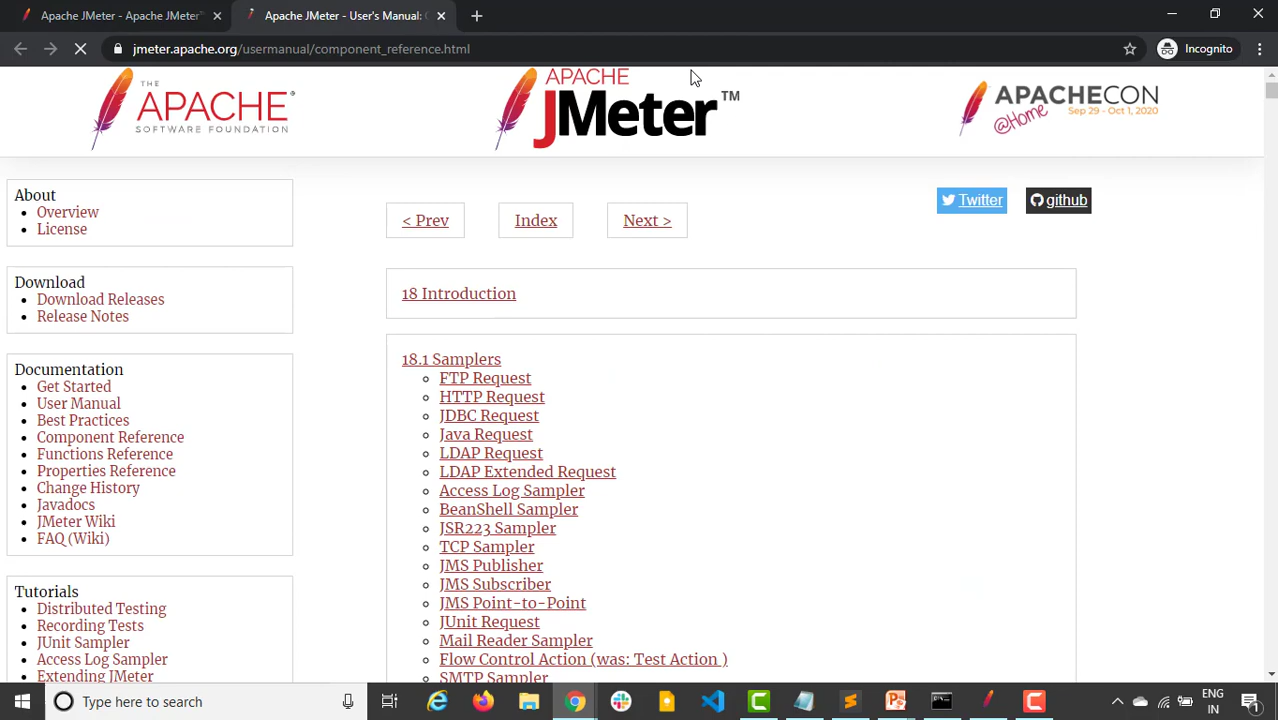 Apache JMeter - Apache JMeter™
Apache JMeter - User's Manual: C
jmeter.apache.org/usermanual/component_reference.html
Incognito
THE
APACHE®
SOFTWARE FOUNDATION
APACHE
JMeter™
APACHECON
@Home
Sep 29 - Oct 1, 2020
About
Overview
License
Download
Download Releases
Release Notes
Documentation
Get Started
User Manual
Best Practices
Component Reference
Functions Reference
Properties Reference
Change History
Javadocs
JMeter Wiki
FAQ (Wiki)
Tutorials
Distributed Testing
Recording Tests
JUnit Sampler
Access Log Sampler
Extending JMeter
< Prev
Index
Next >
Twitter
github
18 Introduction
18.1 Samplers
FTP Request
HTTP Request
JDBC Request
Java Request
LDAP Request
LDAP Extended Request
Access Log Sampler
BeanShell Sampler
JSR223 Sampler
TCP Sampler
JMS Publisher
JMS Subscriber
JMS Point-to-Point
JUnit Request
Mail Reader Sampler
Flow Control Action (was: Test Action )
SMTP Sampler
Type here to search
ENG
IN
1